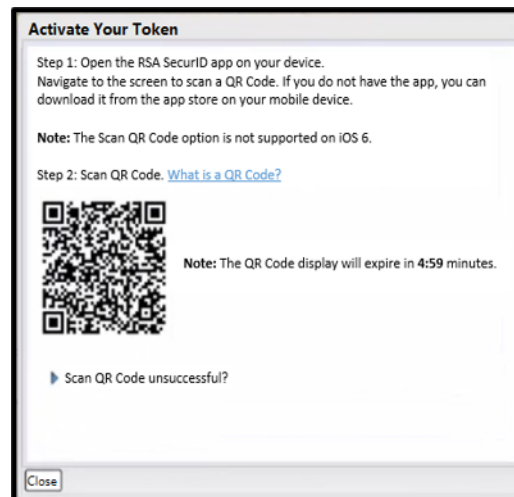 Activate Your Token
Step 1: Open the RSA SecurID app on your device.
Navigate to the screen to scan a QR Code. If you do not have the app, you can
download it from the app store on your mobile device.
Note: The Scan QR Code option is not supported on iOS 6.
Step 2: Scan QR Code. What is a QR Code?
Note: The QR Code display will expire in 4:59 minutes.
Scan QR Code unsuccessful?
Close